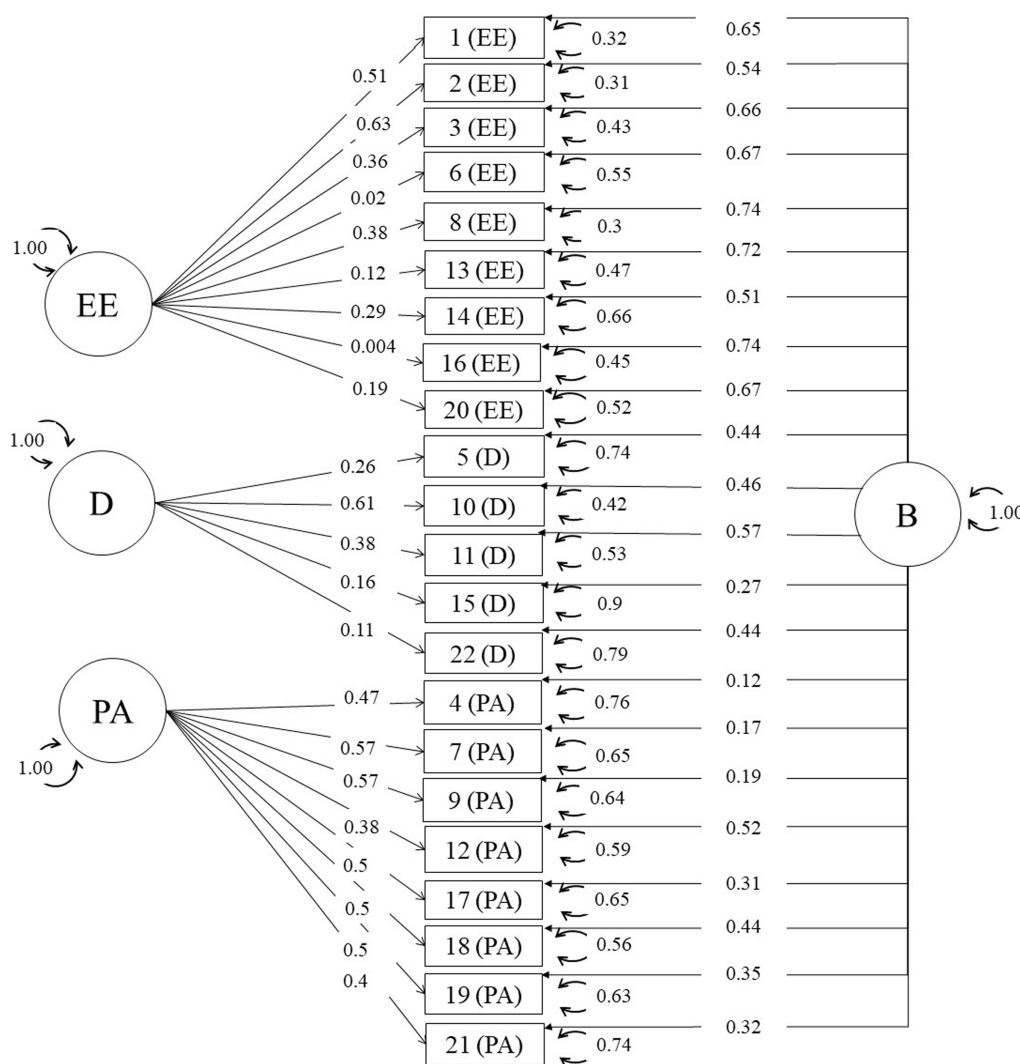 0.51 1 (EE) 0.32 0.65
0.63 2 (EE) 0.31 0.54
0.36 3 (EE) 0.43 0.66
0.02 6 (EE) 0.55 0.67
0.38 8 (EE) 0.3 0.74
1.00
EE
0.12 13 (EE) 0.47 0.72
0.29 14 (EE) 0.66 0.51
0.004 16 (EE) 0.45 0.74
0.19 20 (EE) 0.52 0.67
1.00
D
0.26 5 (D) 0.74 0.44
0.61 10 (D) 0.42 0.46
B
1.00
0.38 11 (D) 0.53 0.57
0.16 15 (D) 0.9 0.27
0.11 22 (D) 0.79 0.44
PA
1.00
0.47 4 (PA) 0.76 0.12
0.57 7 (PA) 0.65 0.17
0.57 9 (PA) 0.64 0.19
0.38 12 (PA) 0.59 0.52
0.5 17 (PA) 0.65 0.31
0.5 18 (PA) 0.56 0.44
0.5 19 (PA) 0.63 0.35
0.4 21 (PA) 0.74 0.32